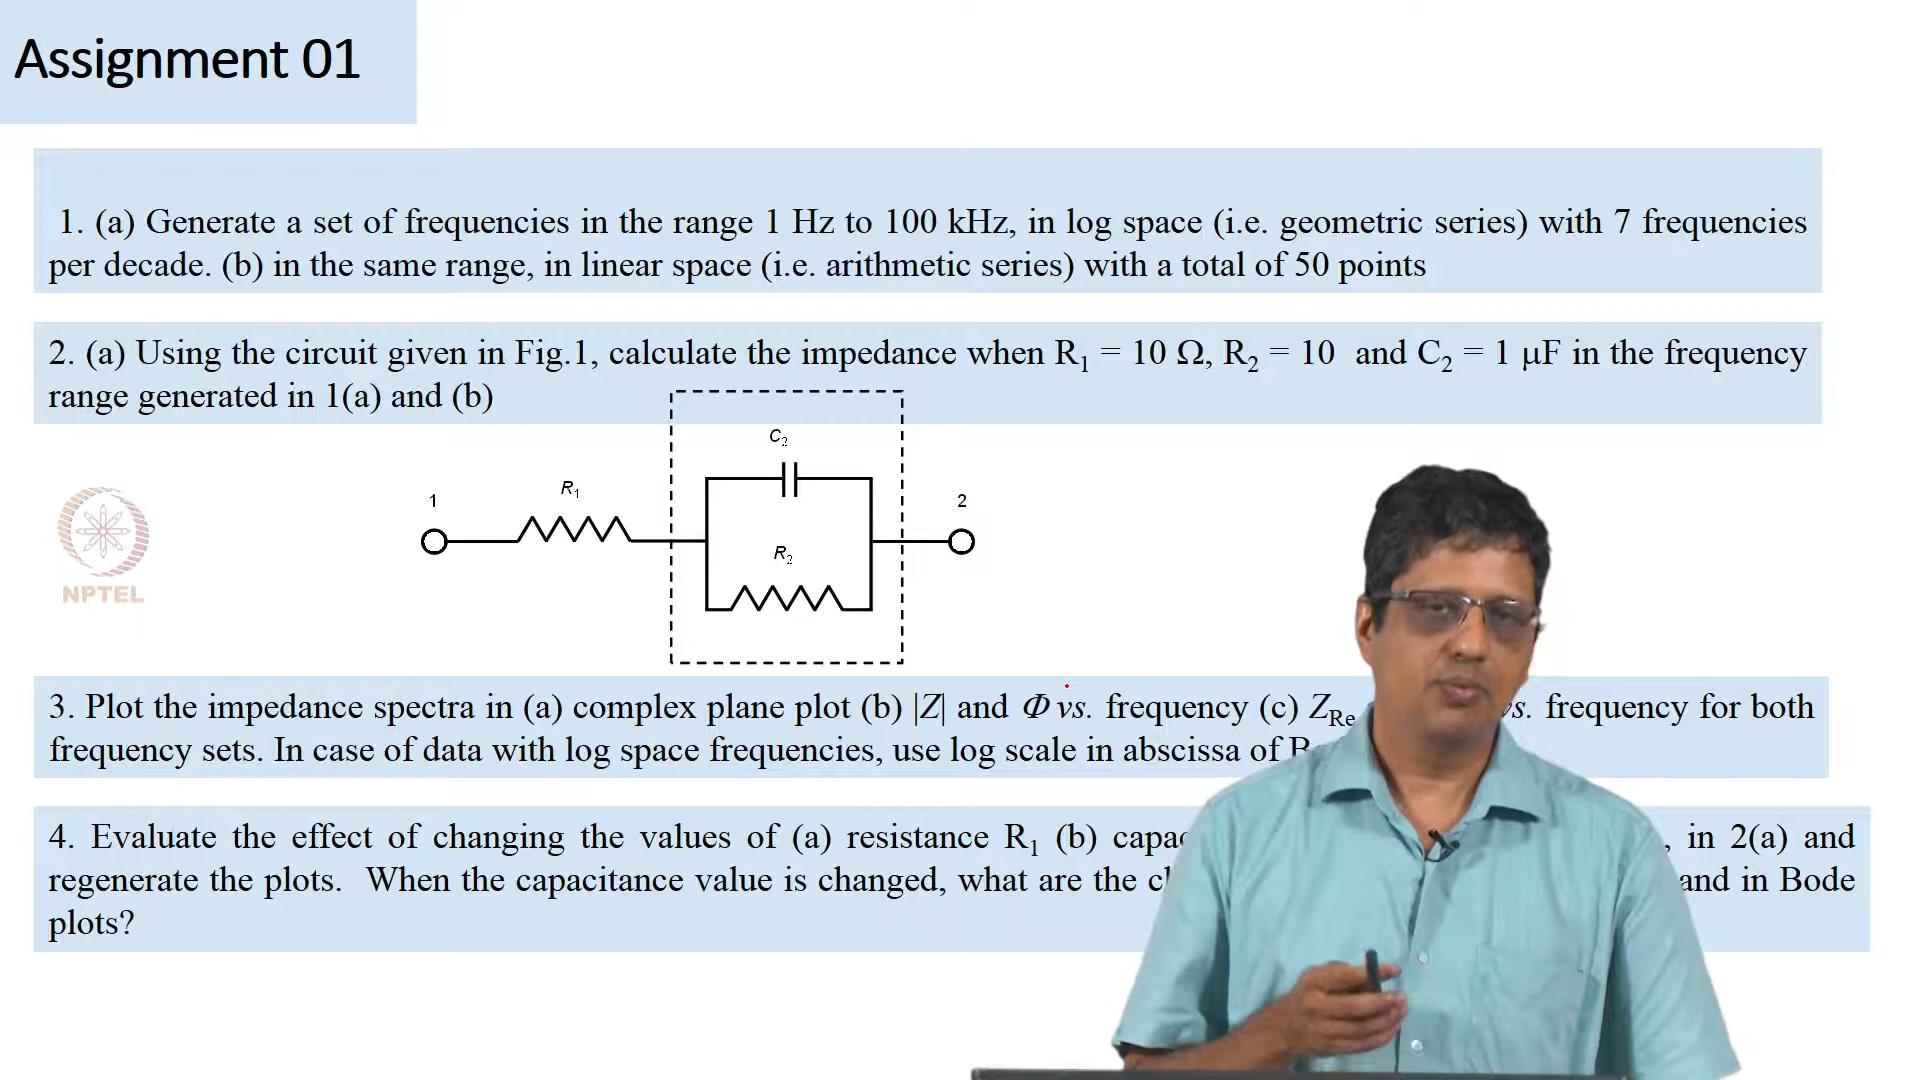 Assignment 01
1. (a) Generate a set of frequencies in the range 1 Hz to 100 kHz, in log space (i.e. geometric series) with 7 frequencies
per decade. (b) in the same range, in linear space (i.e. arithmetic series) with a total of 50 points
2. (a) Using the circuit given in Fig.1, calculate the impedance when R₁ = 10 Ω, R₂ = 10 and C₂ = 1 μF in the frequency
range generated in 1(a) and (b)
C₂
R₁
1
2
R₂
NPTEL
3. Plot the impedance spectra in (a) complex plane plot (b) |Z| and Φ vs. frequency (c) Z_Re vs. frequency for both
frequency sets. In case of data with log space frequencies, use log scale in abscissa of
4. Evaluate the effect of changing the values of (a) resistance R₁ (b) , in 2(a) and
regenerate the plots. When the capacitance value is changed, what are the and in Bode
plots?